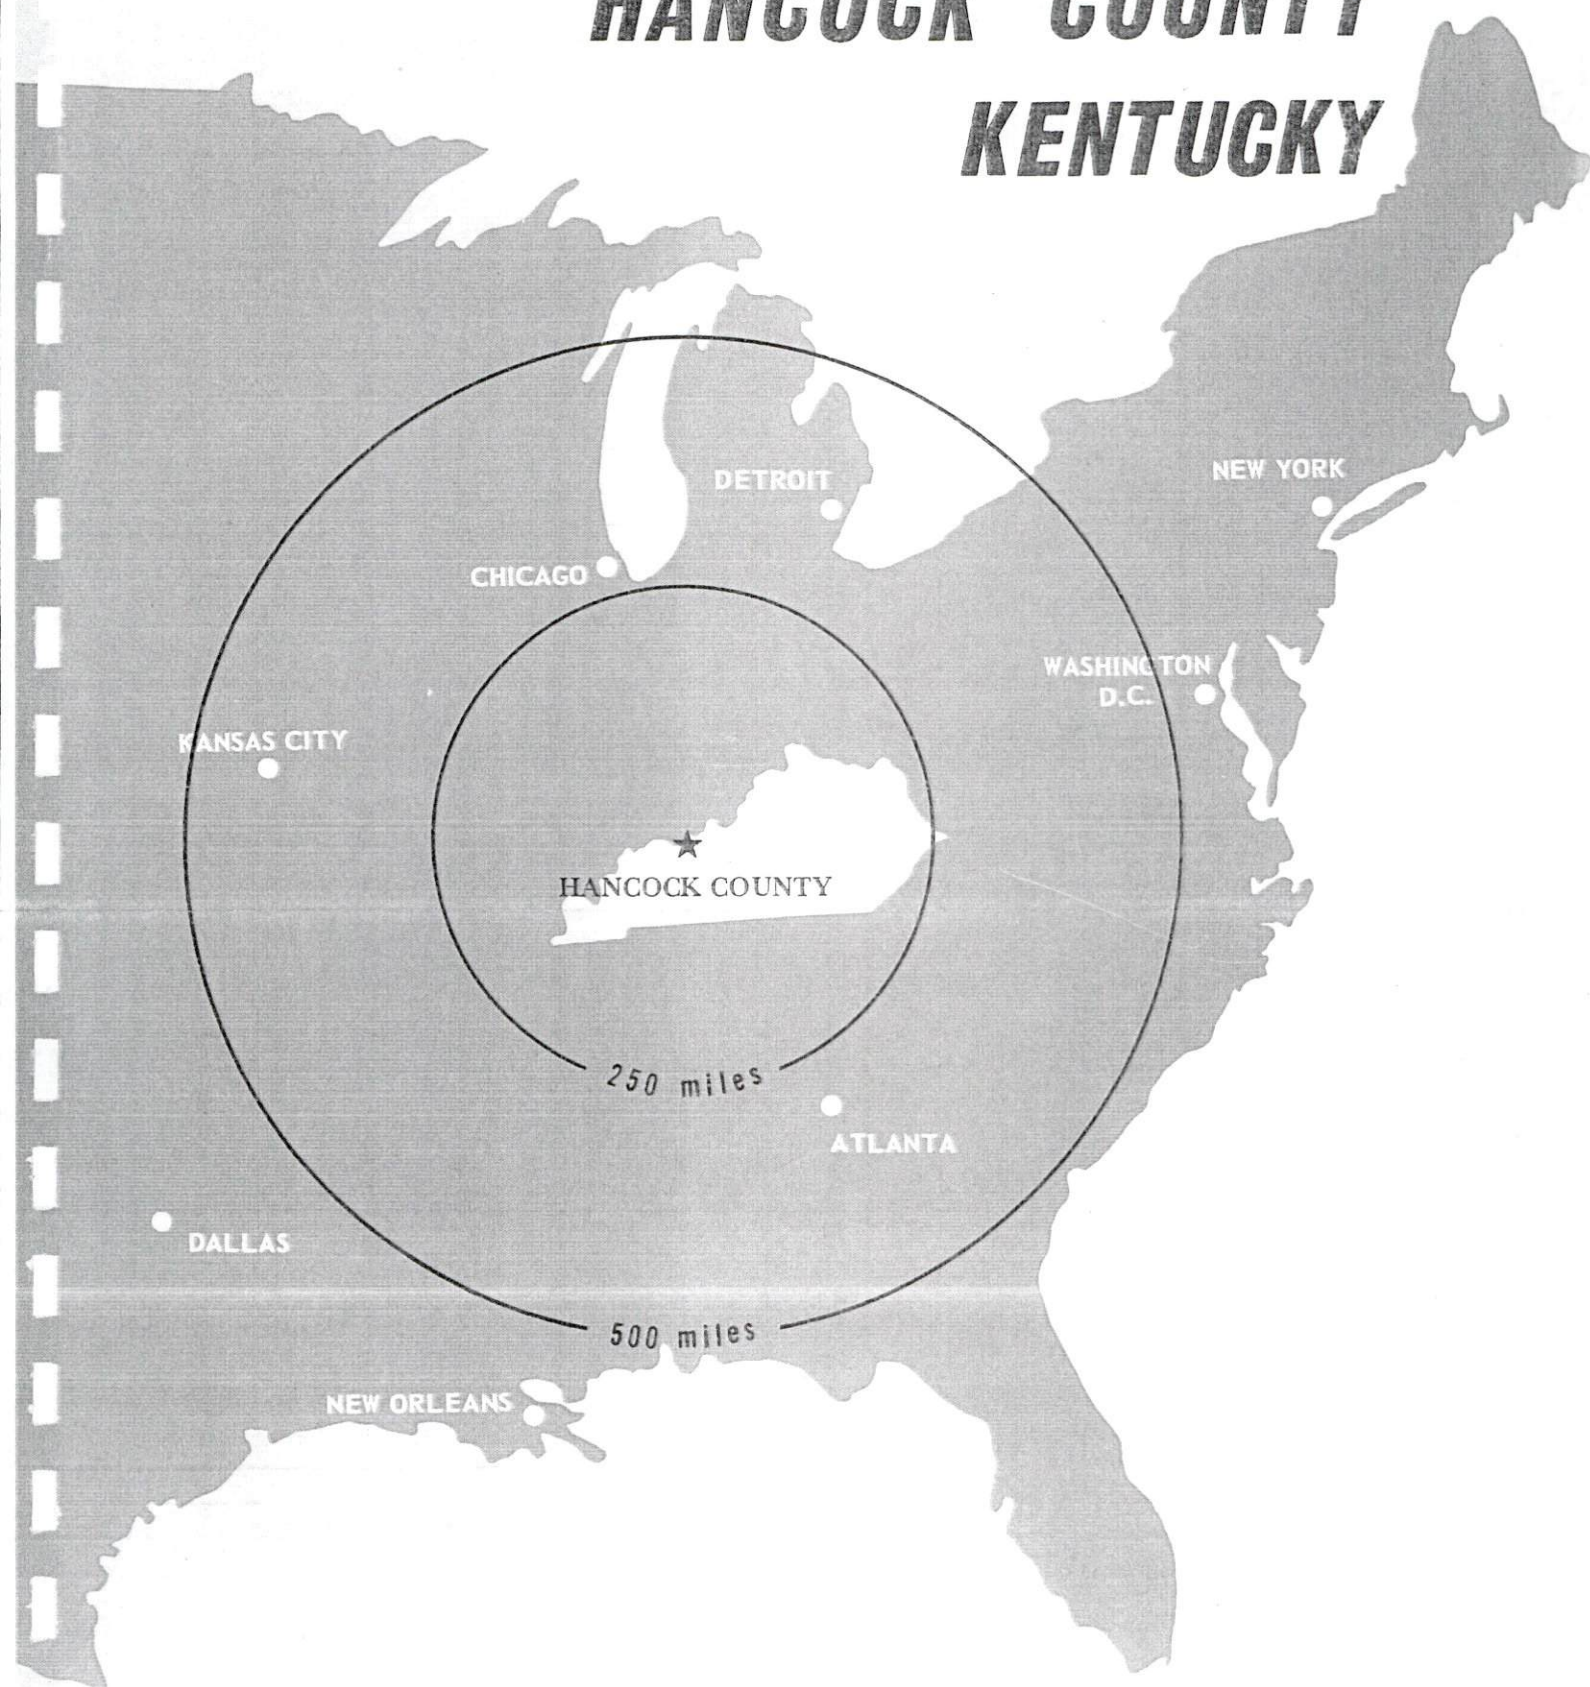 HANCOCK COUNTY
KENTUCKY
DETROIT
NEW YORK
CHICAGO
WASHINGTON
D.C.
KANSAS CITY
HANCOCK COUNTY
250 miles
ATLANTA
DALLAS
500 miles
NEW ORLEANS